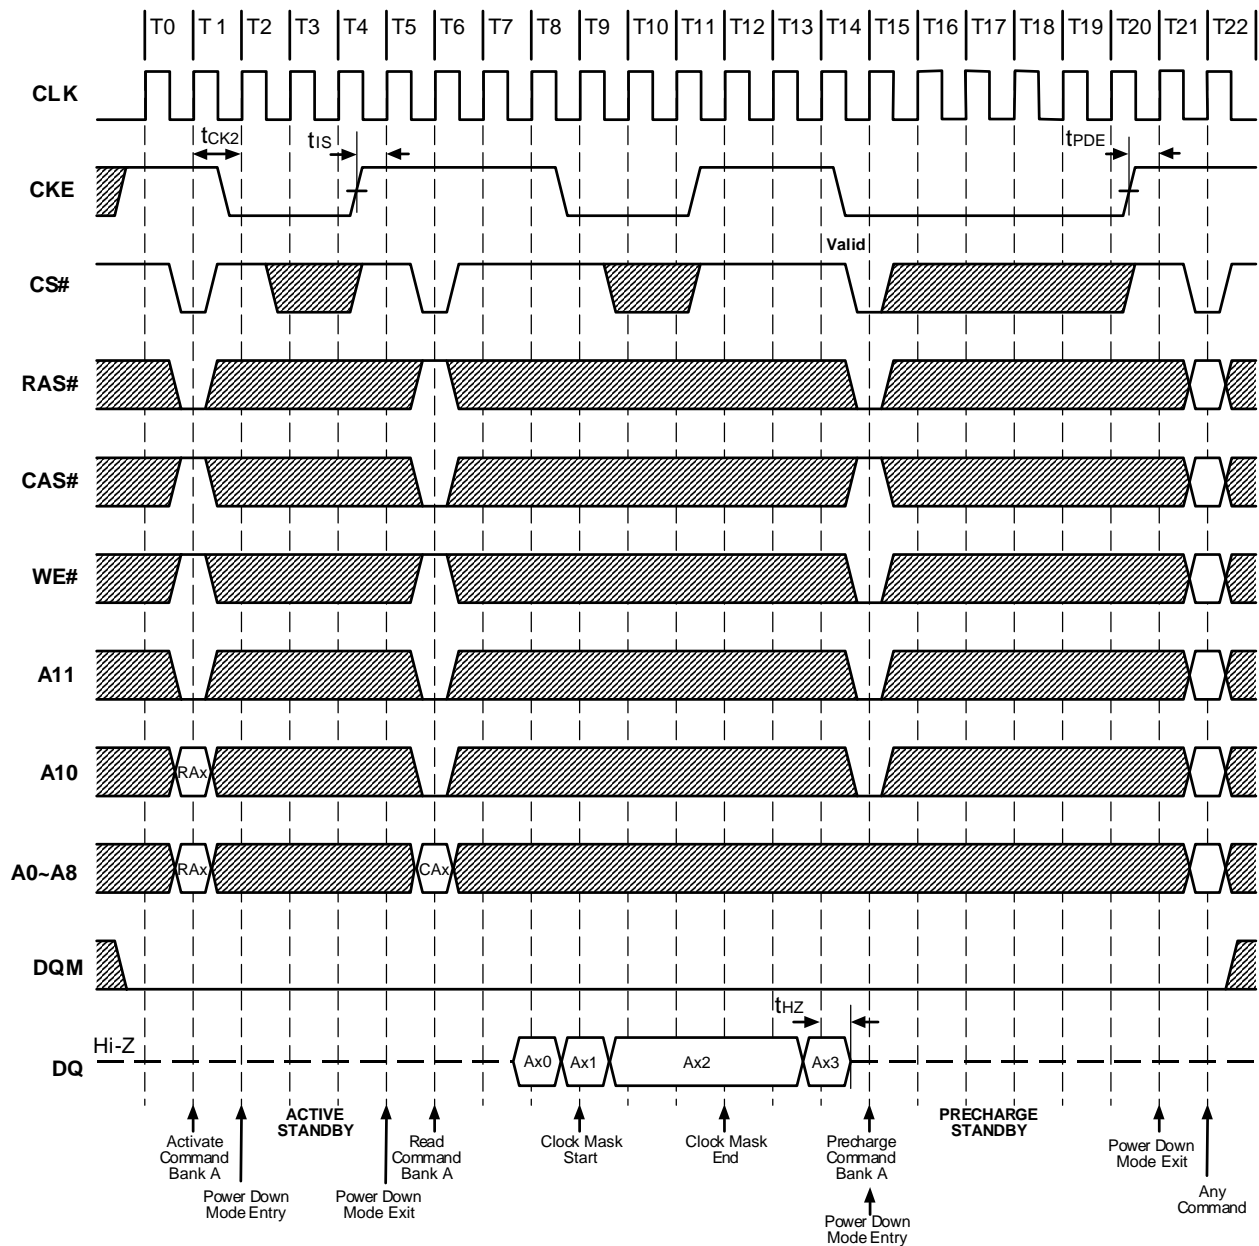 T0 T1 T2 T3 T4 T5 T6 T7 T8 T9 T10 T11 T12 T13 T14 T15 T16 T17 T18 T19 T20 T21 T22
CLK
tCK2 tIS tPDE
CKE
Valid
CS#
RAS#
CAS#
WE#
A11
A10 RAx
A0~A8 RAx CAx
DQM
tHZ
Hi-Z
DQ Ax0 Ax1 Ax2 Ax3
ACTIVE
STANDBY
PRECHARGE
STANDBY
Activate
Command
Bank A
Power Down
Mode Entry
Power Down
Mode Exit
Read
Command
Bank A
Clock Mask
Start
Clock Mask
End
Precharge
Command
Bank A
Power Down
Mode Entry
Power Down
Mode Exit
Any
Command